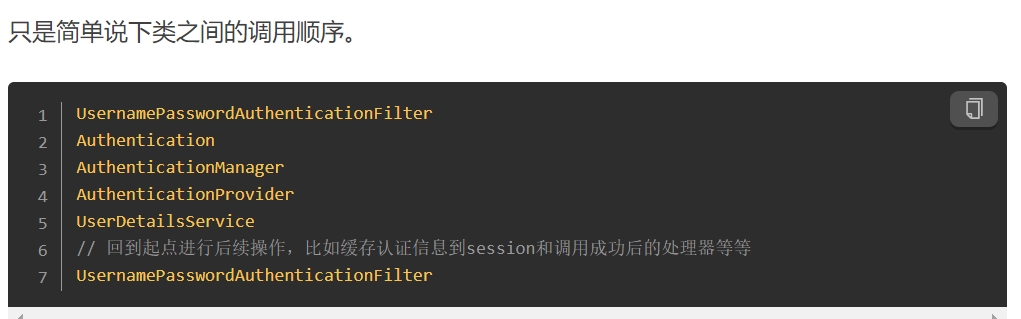 只是简单说下类之间的调用顺序。
1 UsernamePasswordAuthenticationFilter
2 Authentication
3 AuthenticationManager
4 AuthenticationProvider
5 UserDetailsService
6 // 回到起点进行后续操作，比如缓存认证信息到session和调用成功后的处理器等等
7 UsernamePasswordAuthenticationFilter